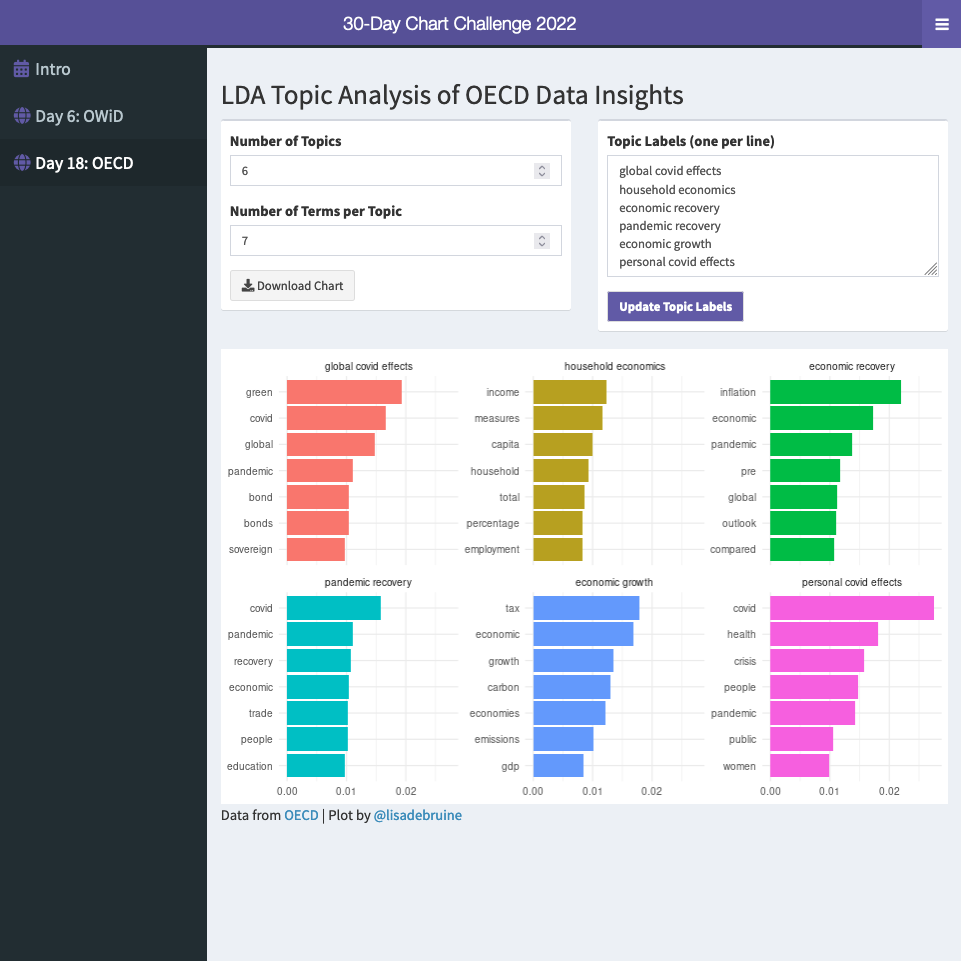 30-Day Chart Challenge 2022
Intro
Day 6: OWiD
Day 18: OECD
LDA Topic Analysis of OECD Data Insights
Number of Topics
6
Number of Terms per Topic
7
Download Chart
Topic Labels (one per line)
global covid effects
household economics
economic recovery
pandemic recovery
economic growth
personal covid effects
Update Topic Labels
global covid effects
green
covid
global
pandemic
bond
bonds
sovereign
household economics
income
measures
capita
household
total
percentage
employment
economic recovery
inflation
economic
pandemic
pre
global
outlook
compared
pandemic recovery
covid
pandemic
recovery
economic
trade
people
education
0.00 0.01 0.02
economic growth
tax
economic
growth
carbon
economies
emissions
gdp
0.00 0.01 0.02
personal covid effects
covid
health
crisis
people
pandemic
public
women
0.00 0.01 0.02
Data from OECD | Plot by @lisadebruine